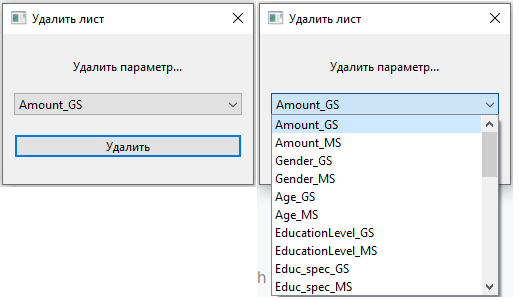 Удалить лист
Удалить параметр...
Amount_GS
Удалить
Удалить лист
Удалить параметр...
Amount_GS
Amount_GS
Amount_MS
Gender_GS
Gender_MS
Age_GS
Age_MS
EducationLevel_GS
EducationLevel_MS
Educ_spec_GS
Educ_spec_MS
h